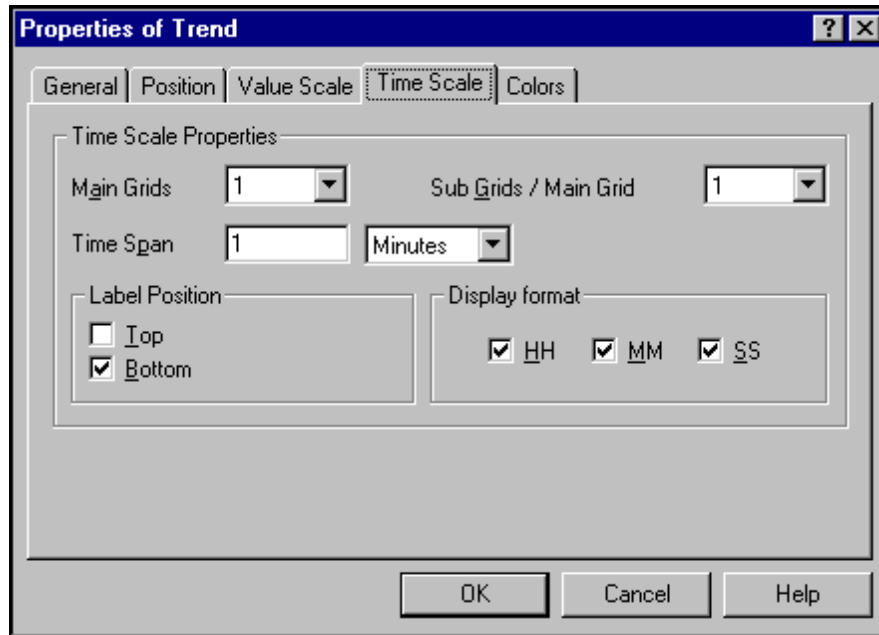 Properties of Trend
General Position Value Scale Time Scale Colors
Time Scale Properties
Main Grids 1 Sub Grids / Main Grid 1
Time Span 1 Minutes
Label Position Display format
Top
HH MM SS
Bottom
OK Cancel Help